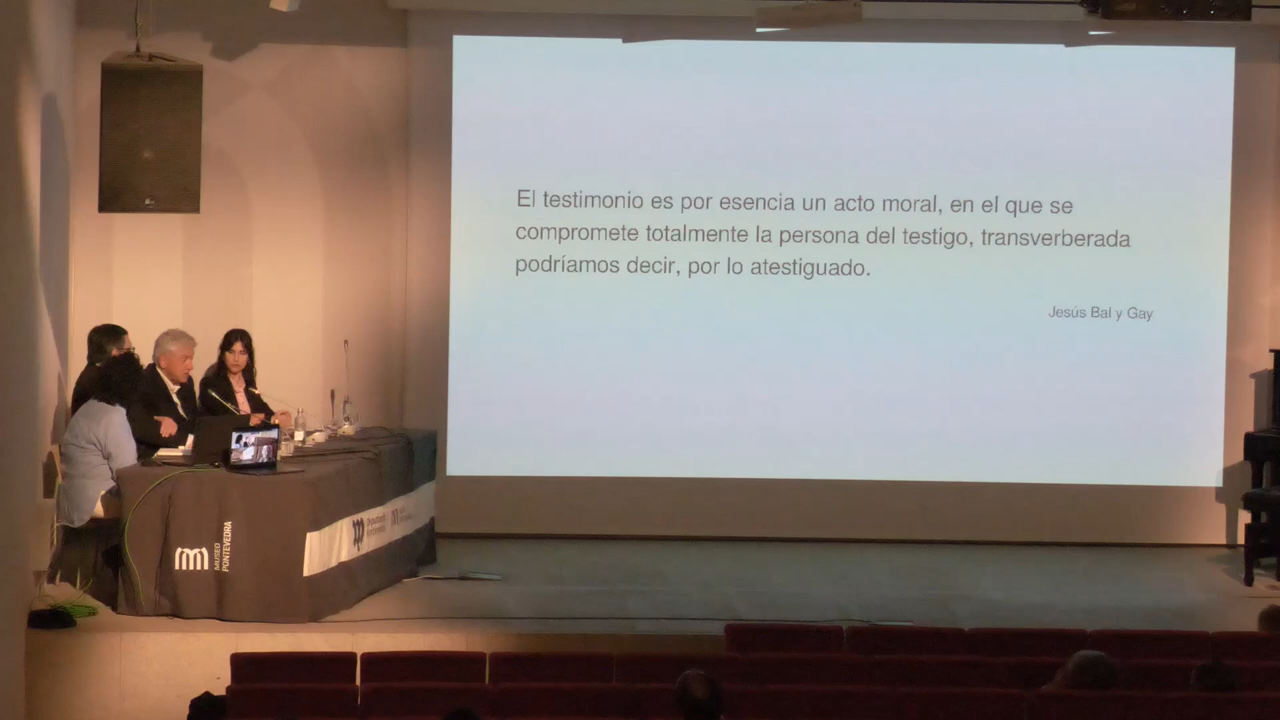 El testimonio es por esencia un acto moral, en el que se
compromete totalmente la persona del testigo, transverberada
podríamos decir, por lo atestiguado.
Jesús Bal y Gay
MUSEO
PONTEVEDRA